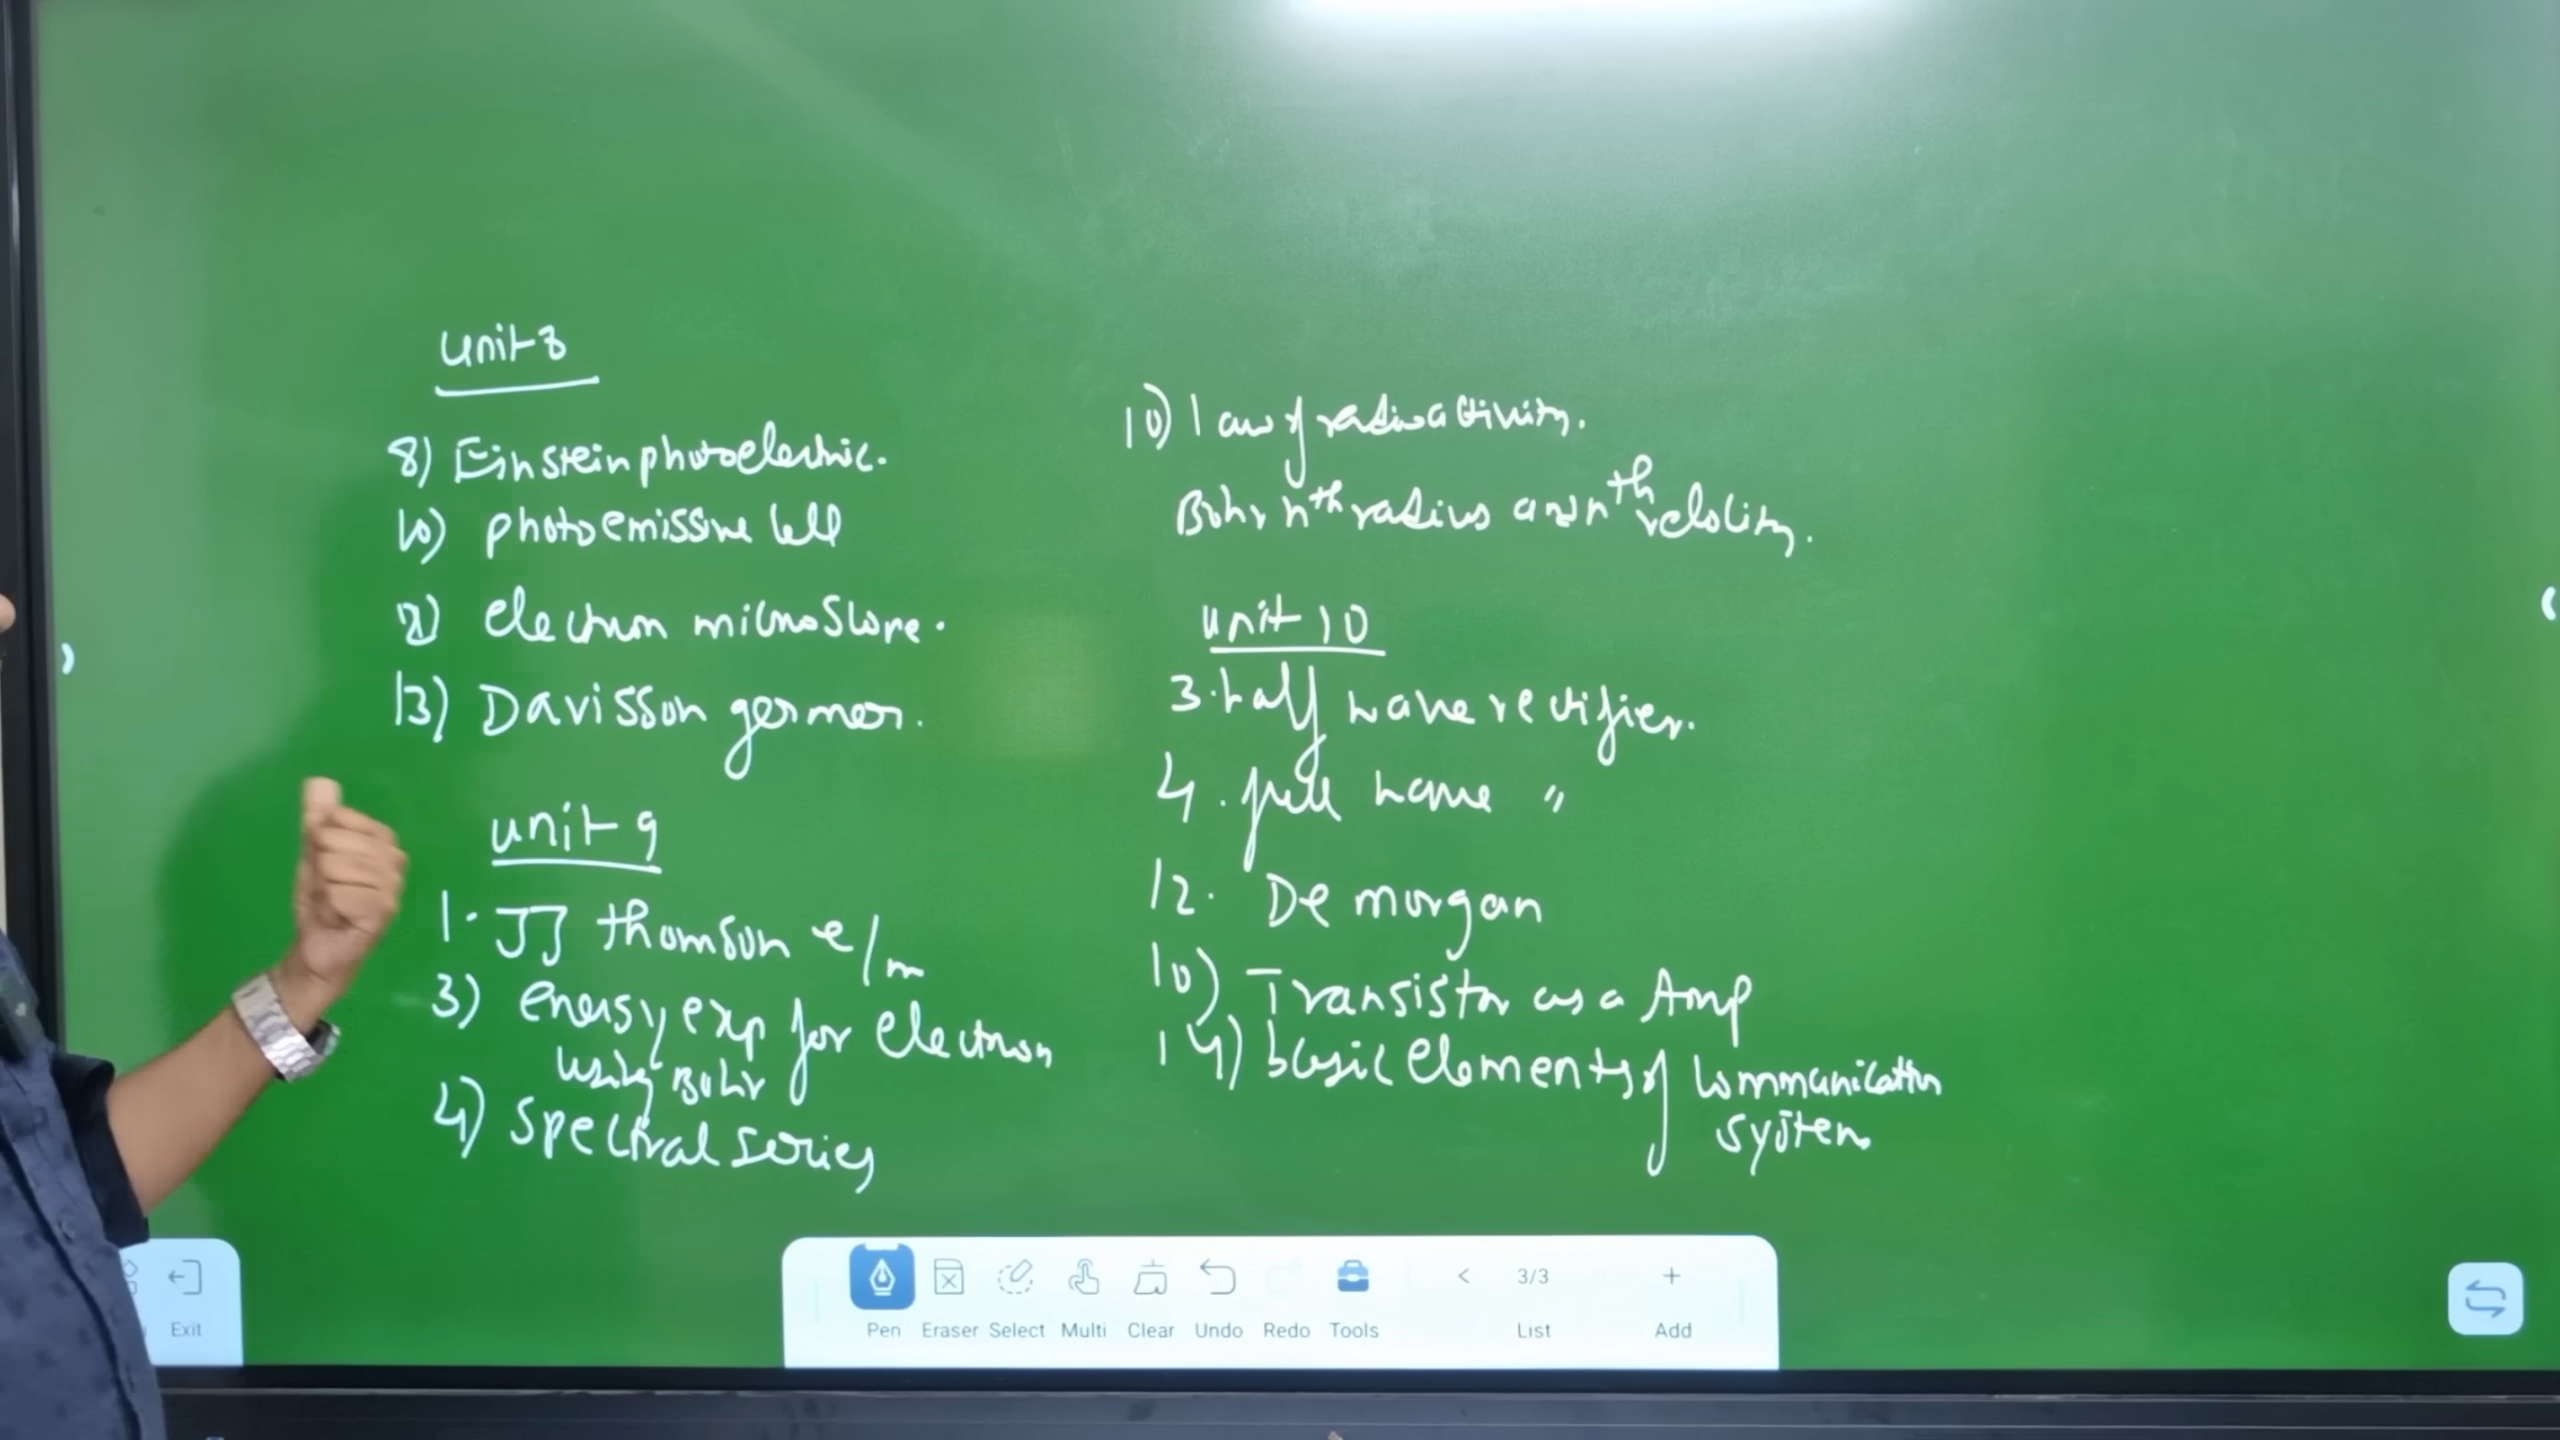 Unit 8
8) Einstein photoelectric.
10) photo emissive cell
electron microscope.
13) Davisson germer.
Unit 9
1. JJ thomson e/m
3) energy exp for electron
using Bohr
4) spectral series
10) law of radioactivity.
Bohr nth radius and nth velocity.
Unit 10
3. half wave rectifier.
4. full wave "
12. De morgan
10) Transistor as a Amp
14) basic elements of communication
system
Exit
Pen Eraser Select Multi Clear Undo Redo Tools < 3/3 List + Add